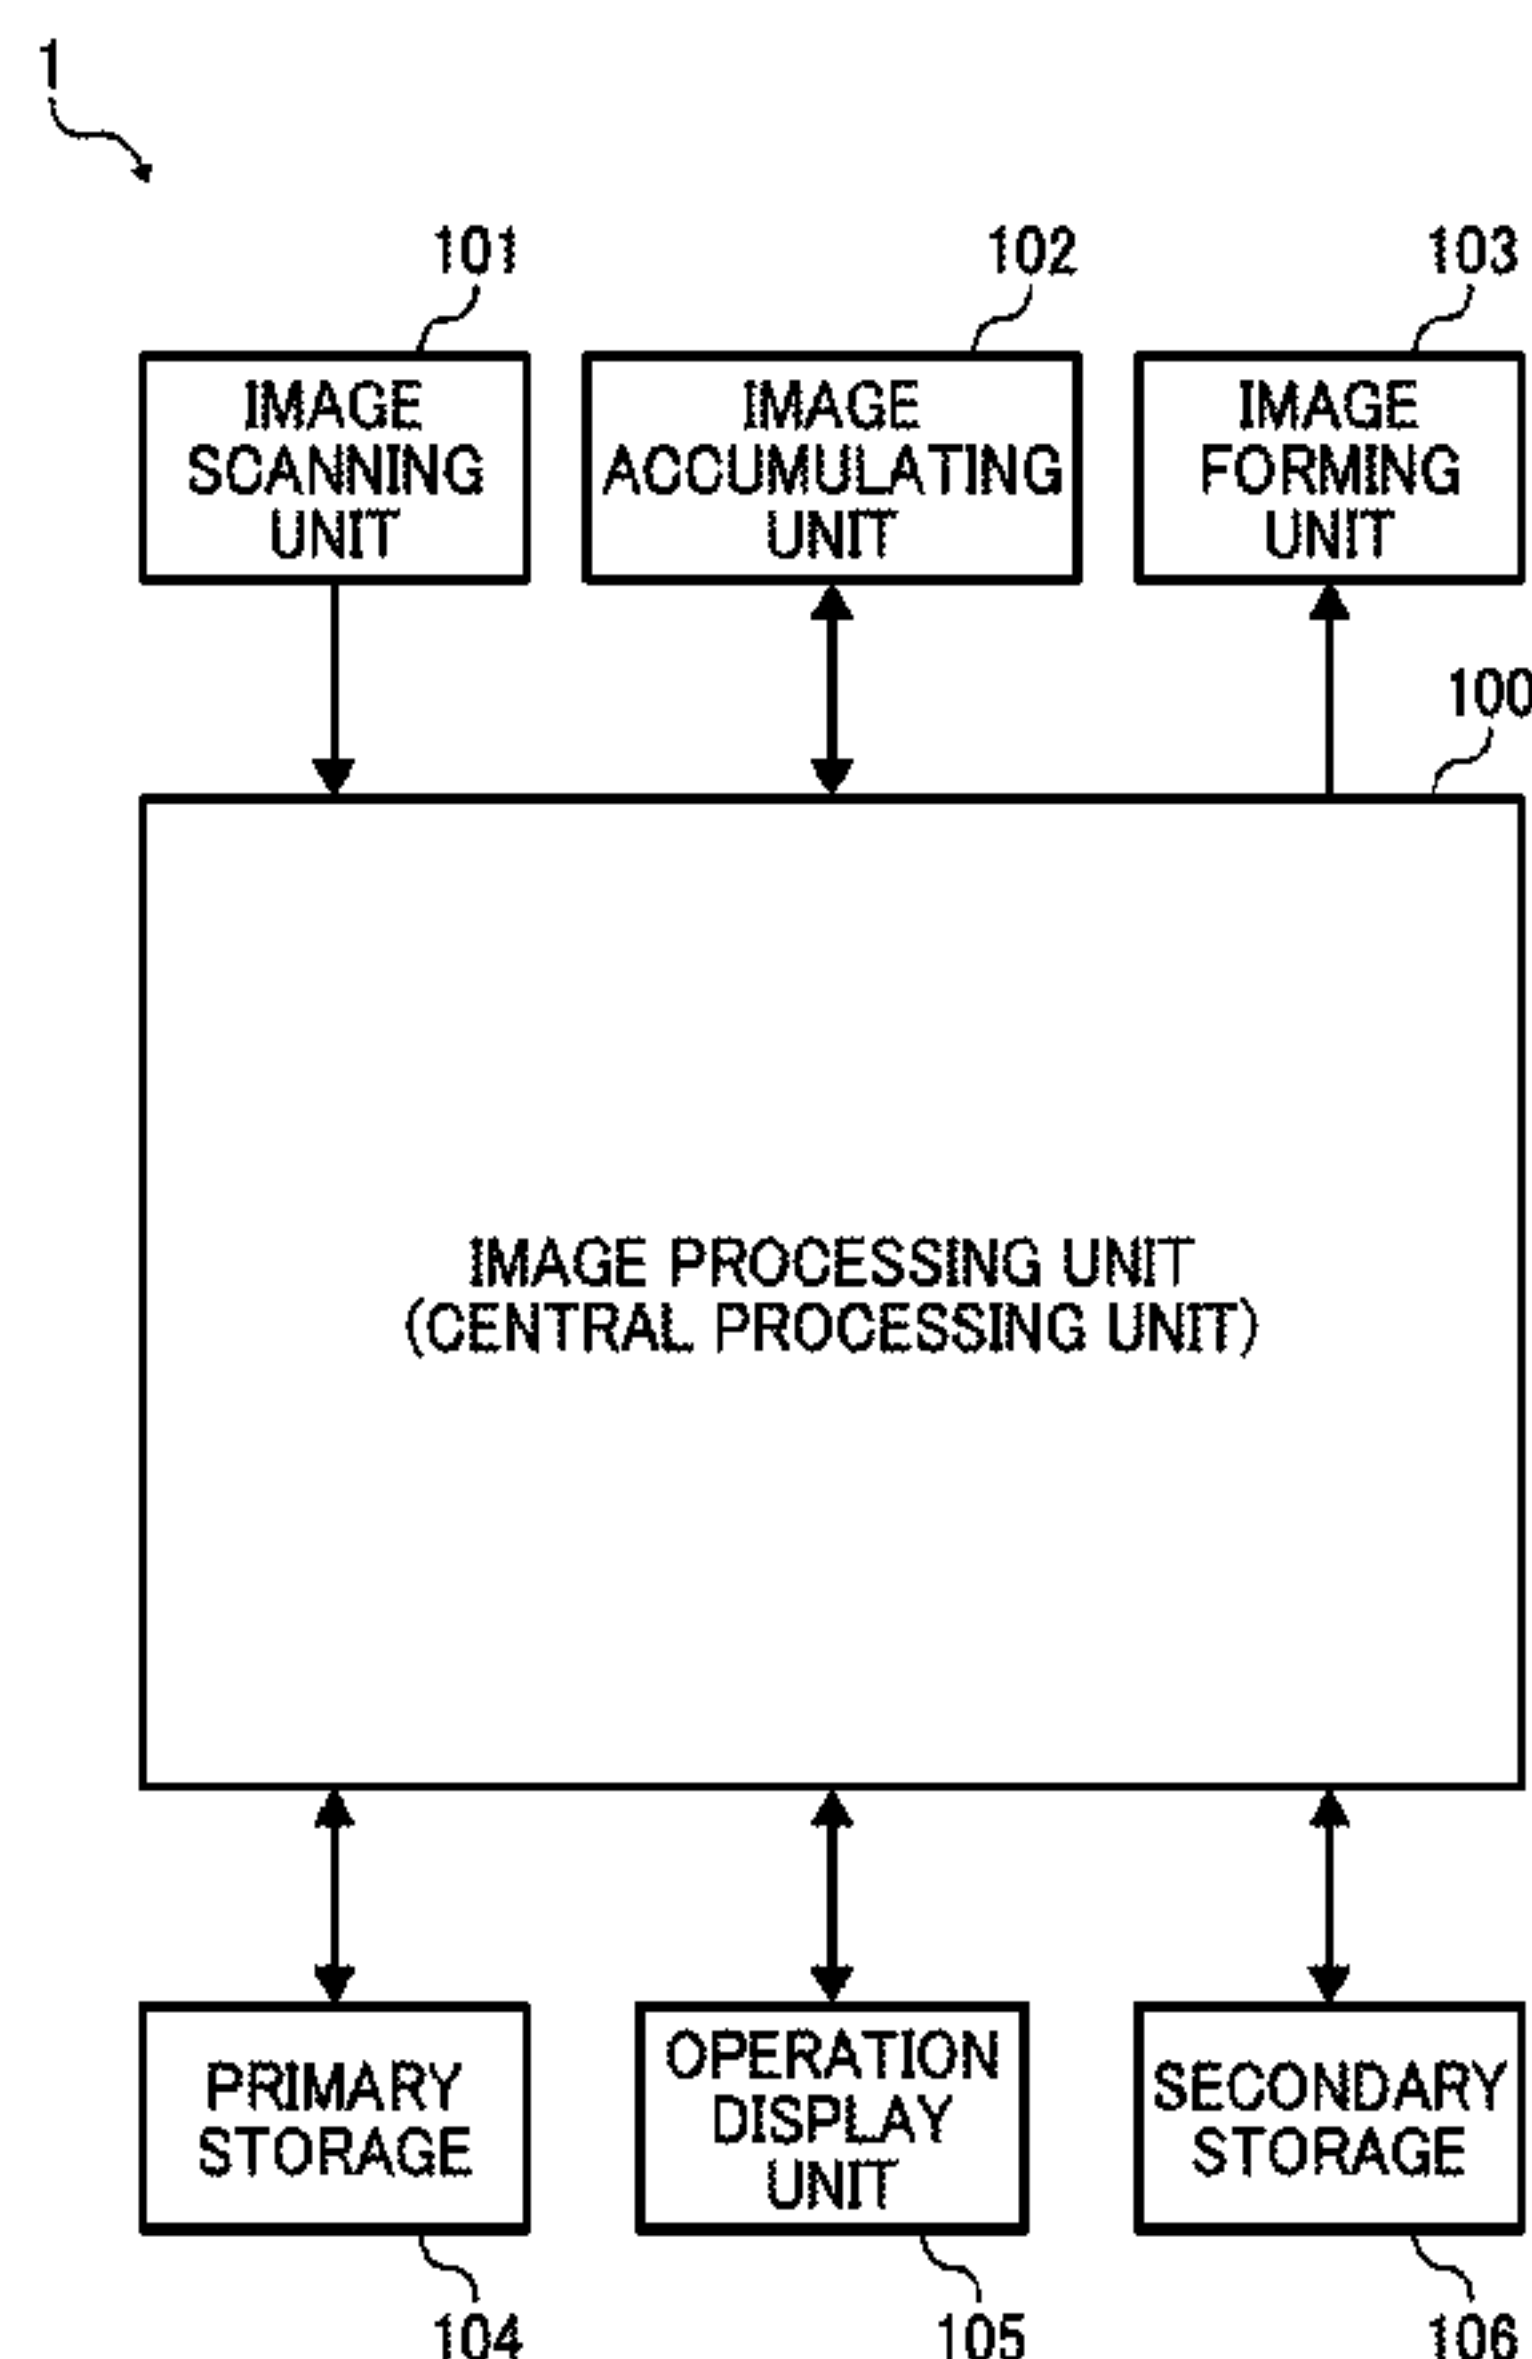 1
101
102
103
IMAGE
SCANNING
UNIT
IMAGE
ACCUMULATING
UNIT
IMAGE
FORMING
UNIT
100
IMAGE PROCESSING UNIT
(CENTRAL PROCESSING UNIT)
PRIMARY
STORAGE
OPERATION
DISPLAY
UNIT
SECONDARY
STORAGE
104
105
106